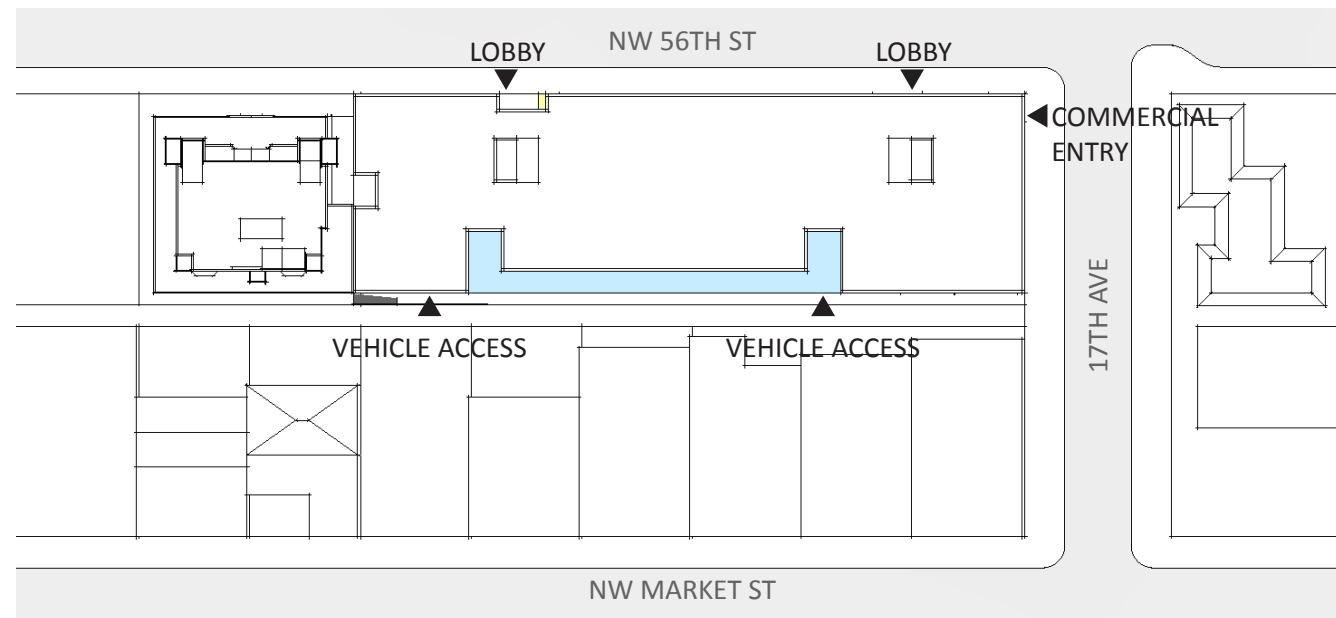 NW 56TH ST
LOBBY
LOBBY
COMMERCIAL
ENTRY
17TH AVE
VEHICLE ACCESS
VEHICLE ACCESS
NW MARKET ST